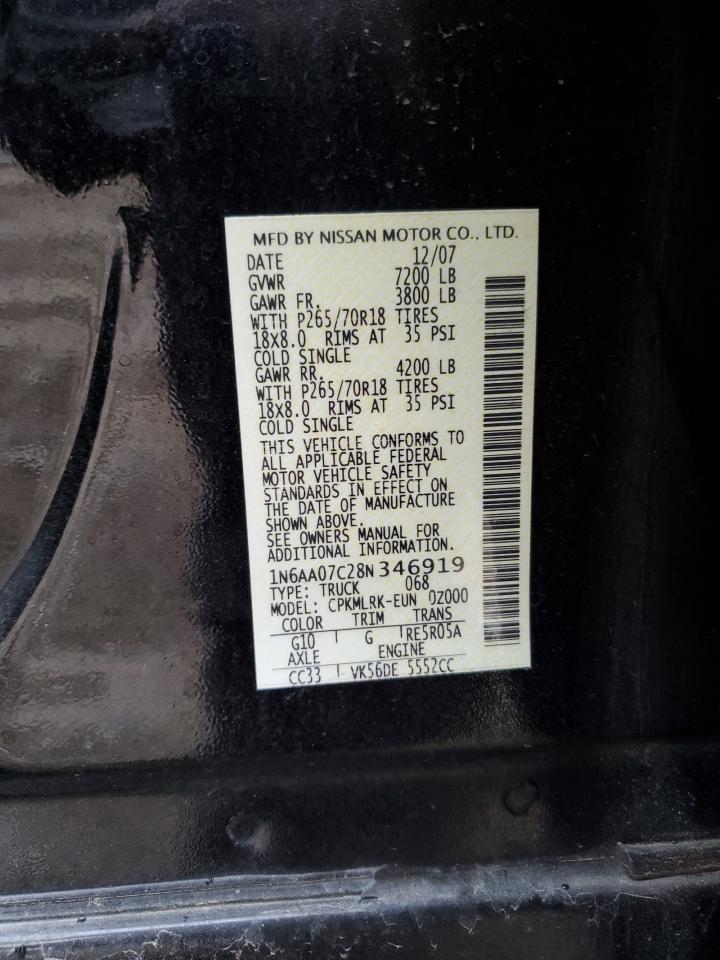 MFD BY NISSAN MOTOR CO., LTD.
DATE 12/07
GVWR 7200 LB
GAWR FR. 3800 LB
WITH P265/70R18 TIRES
18X8.0 RIMS AT 35 PSI
COLD SINGLE
GAWR RR. 4200 LB
WITH P265/70R18 TIRES
18X8.0 RIMS AT 35 PSI
COLD SINGLE
THIS VEHICLE CONFORMS TO
ALL APPLICABLE FEDERAL
MOTOR VEHICLE SAFETY
STANDARDS IN EFFECT ON
THE DATE OF MANUFACTURE
SHOWN ABOVE.
SEE OWNERS MANUAL FOR
ADDITIONAL INFORMATION.
1N6AA07C28N346919
TYPE: TRUCK 068
MODEL: CPKMLRK-EUN 0Z000
COLOR TRIM TRANS
G10 G RE5R05A
AXLE ENGINE
CC33 VK56DE 5552CC